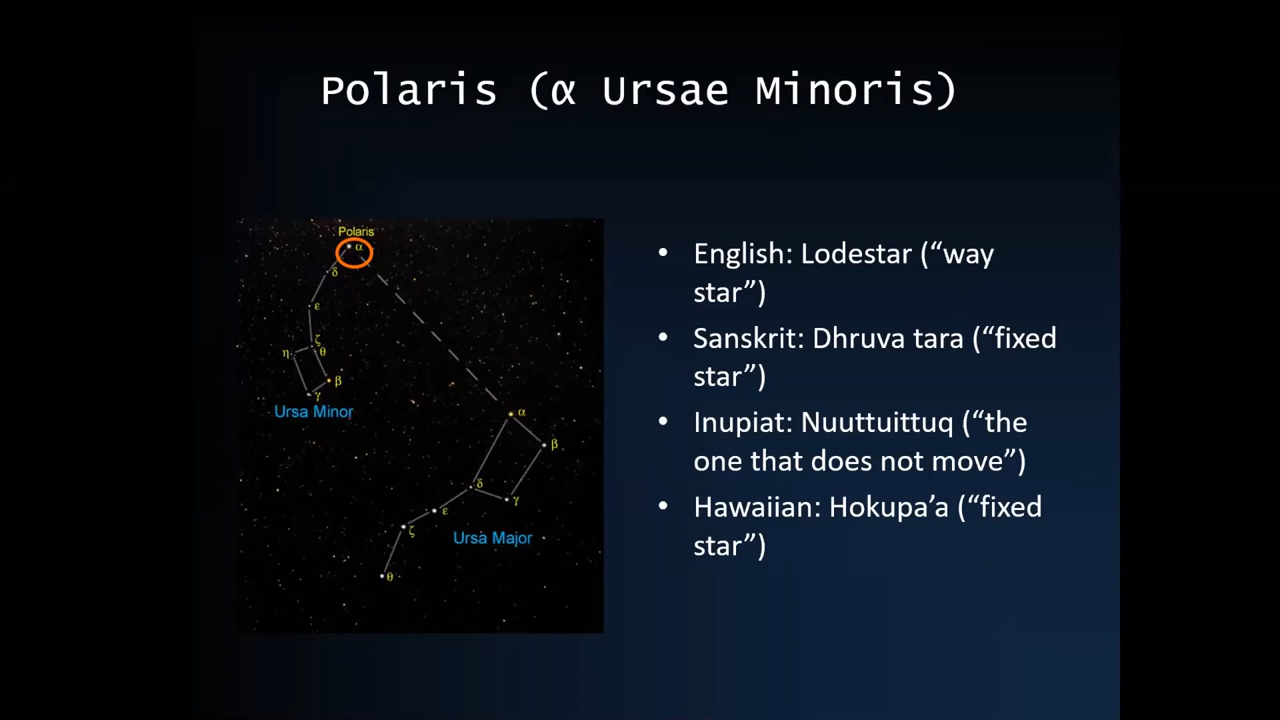 Polaris (α Ursae Minoris)
Polaris
α
δ
ε
ζ
η
θ
β
γ
Ursa Minor
α
β
δ
γ
ε
ζ
Ursa Major
θ
• English: Lodestar (“way
star”)
• Sanskrit: Dhruva tara (“fixed
star”)
• Inupiat: Nuuttuittuq (“the
one that does not move”)
• Hawaiian: Hokupa’a (“fixed
star”)